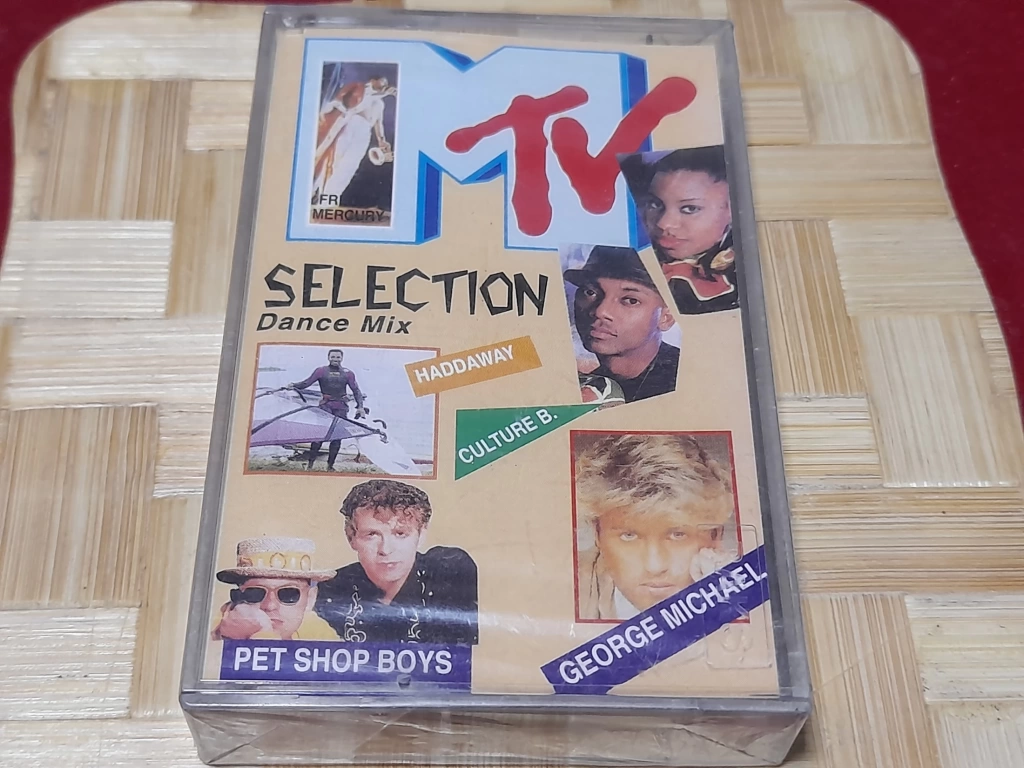 MTV
FR
MERCURY
SELECTION
Dance Mix
HADDAWAY
CULTURE B.
PET SHOP BOYS
GEORGE MICHAEL